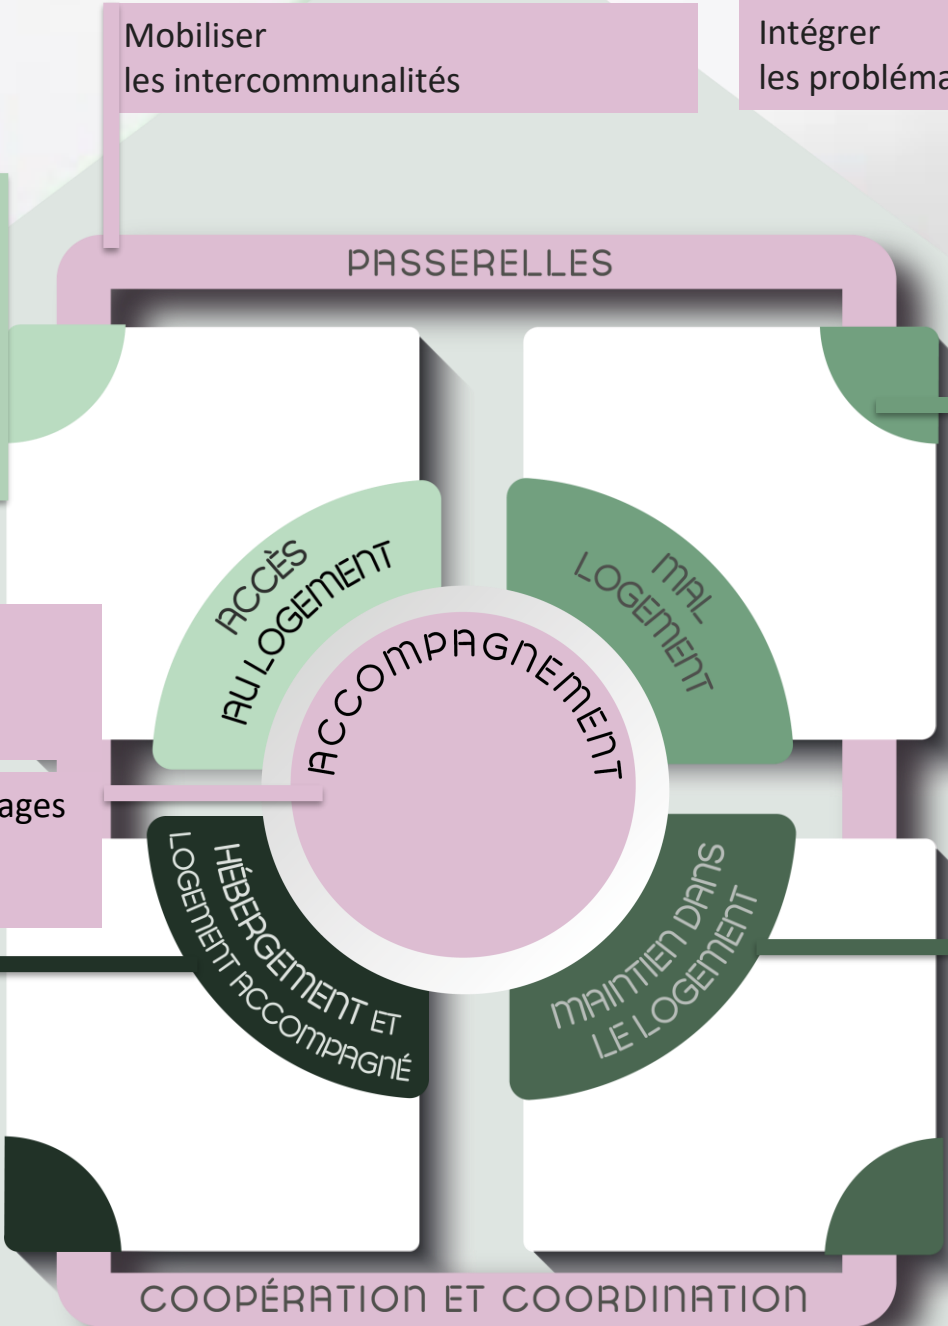 Mobiliser
les intercommunalités
Intégrer
les
PASSERELLES
ACCÈS
AU LOGEMENT
MAL
LOGEMENT
ACCOMPAGNEMENT
HÉBERGEMENT ET
LOGEMENT ACCOMPAGNÉ
MAINTIEN DANS
LE LOGEMENT
COOPÉRATION ET COORDINATION